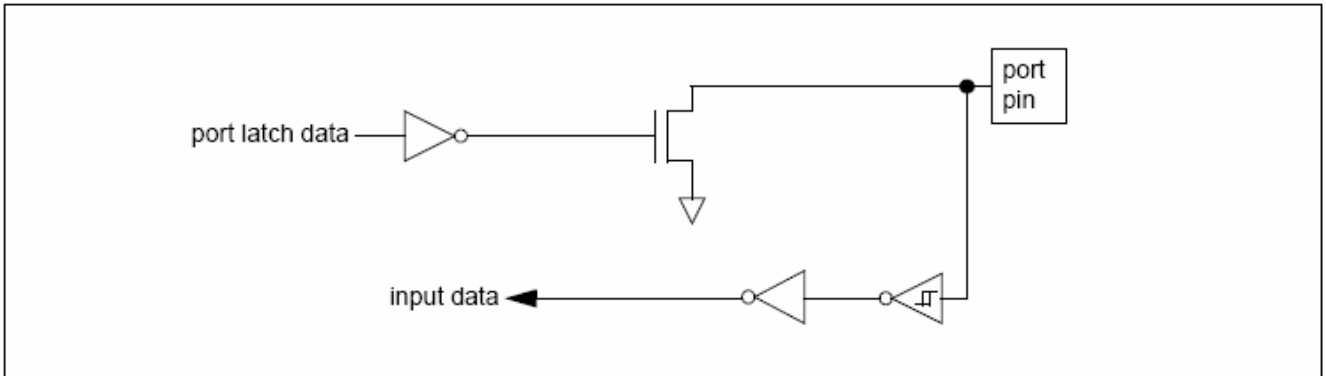 port
pin
port latch data
input data